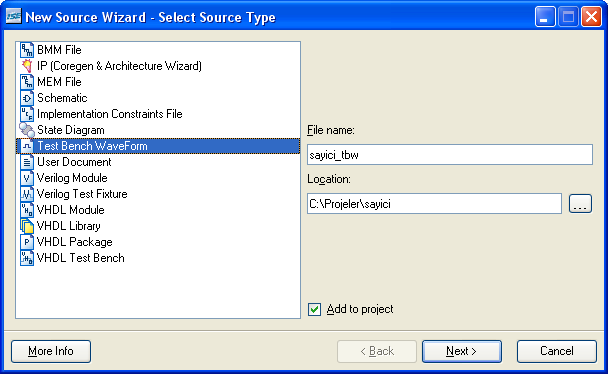 New Source Wizard - Select Source Type
BMM File
IP (Coregen & Architecture Wizard)
MEM File
Schematic
Implementation Constraints File
State Diagram
Test Bench WaveForm
User Document
Verilog Module
Verilog Test Fixture
VHDL Module
VHDL Library
VHDL Package
VHDL Test Bench
File name:
sayici_tbw
Location:
C:\Projeler\sayici
...
Add to project
More Info
< Back
Next >
Cancel